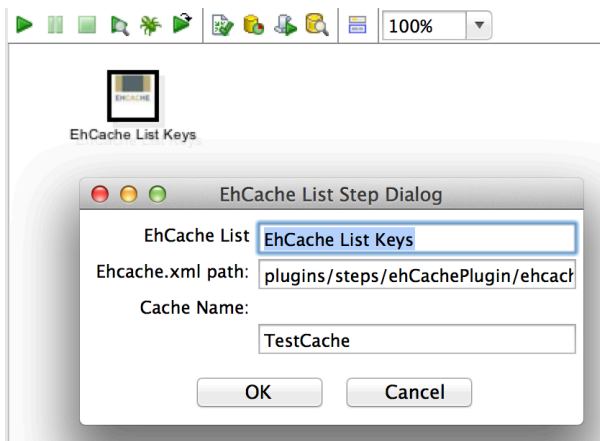 100%
EHCACHE
EhCache List Keys
EhCache List Step Dialog
EhCache List
EhCache List Keys
Ehcache.xml path:
plugins/steps/ehCachePlugin/ehcach
Cache Name:
TestCache
OK
Cancel